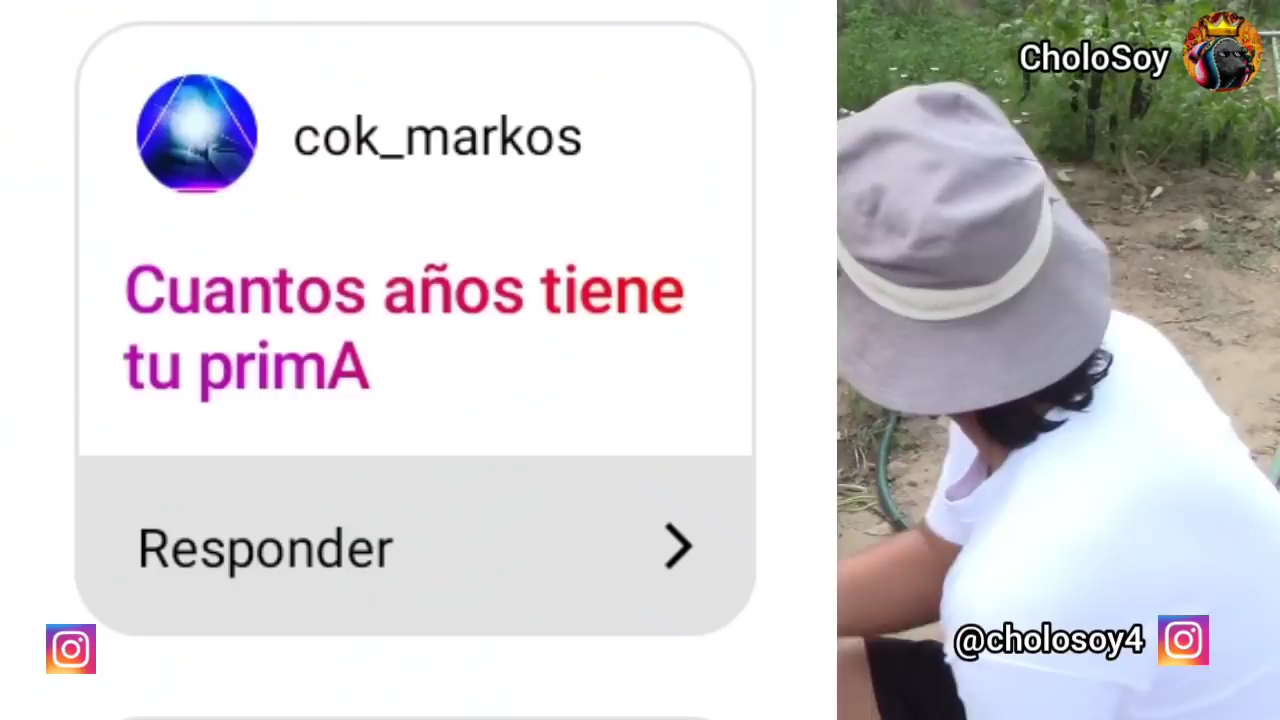 cok_markos
Cuantos años tiene
tu primA
Responder
CholoSoy
@cholosoy4